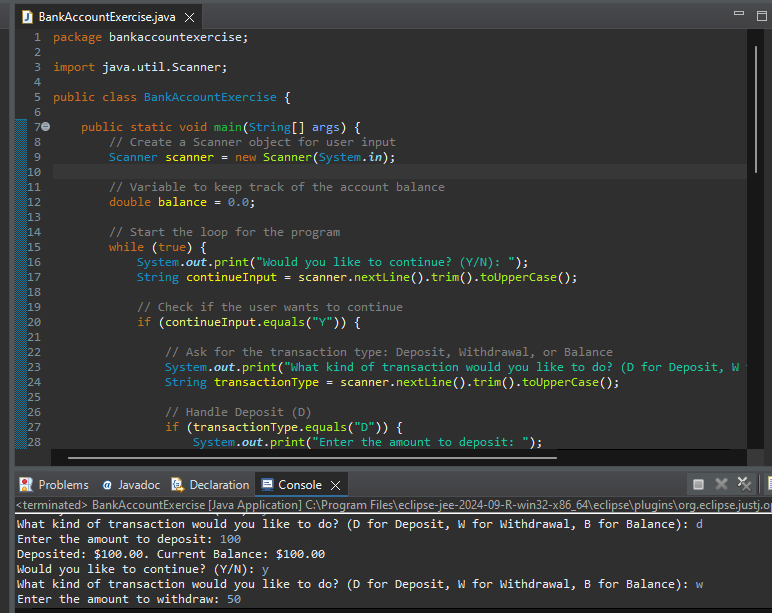 BankAccountExercise.java
1 package bankaccountexercise;
2
3 import java.util.Scanner;
4
5 public class BankAccountExercise {
6
7 public static void main(String[] args) {
8 // Create a Scanner object for user input
9 Scanner scanner = new Scanner(System.in);
10
11 // Variable to keep track of the account balance
12 double balance = 0.0;
13
14 // Start the loop for the program
15 while (true) {
16 System.out.print("Would you like to continue? (Y/N): ");
17 String continueInput = scanner.nextLine().trim().toUpperCase();
18
19 // Check if the user wants to continue
20 if (continueInput.equals("Y")) {
21
22 // Ask for the transaction type: Deposit, Withdrawal, or Balance
23 System.out.print("What kind of transaction would you like to do? (D for Deposit, W
24 String transactionType = scanner.nextLine().trim().toUpperCase();
25
26 // Handle Deposit (D)
27 if (transactionType.equals("D")) {
28 System.out.print("Enter the amount to deposit: ");
Problems @ Javadoc Declaration Console
<terminated> BankAccountExercise [Java Application] C:\Program Files\eclipse-jee-2024-09-R-win32-x86_64\eclipse\plugins\org.eclipse.justj.op
What kind of transaction would you like to do? (D for Deposit, W for Withdrawal, B for Balance): d
Enter the amount to deposit: 100
Deposited: $100.00. Current Balance: $100.00
Would you like to continue? (Y/N): y
What kind of transaction would you like to do? (D for Deposit, W for Withdrawal, B for Balance): w
Enter the amount to withdraw: 50